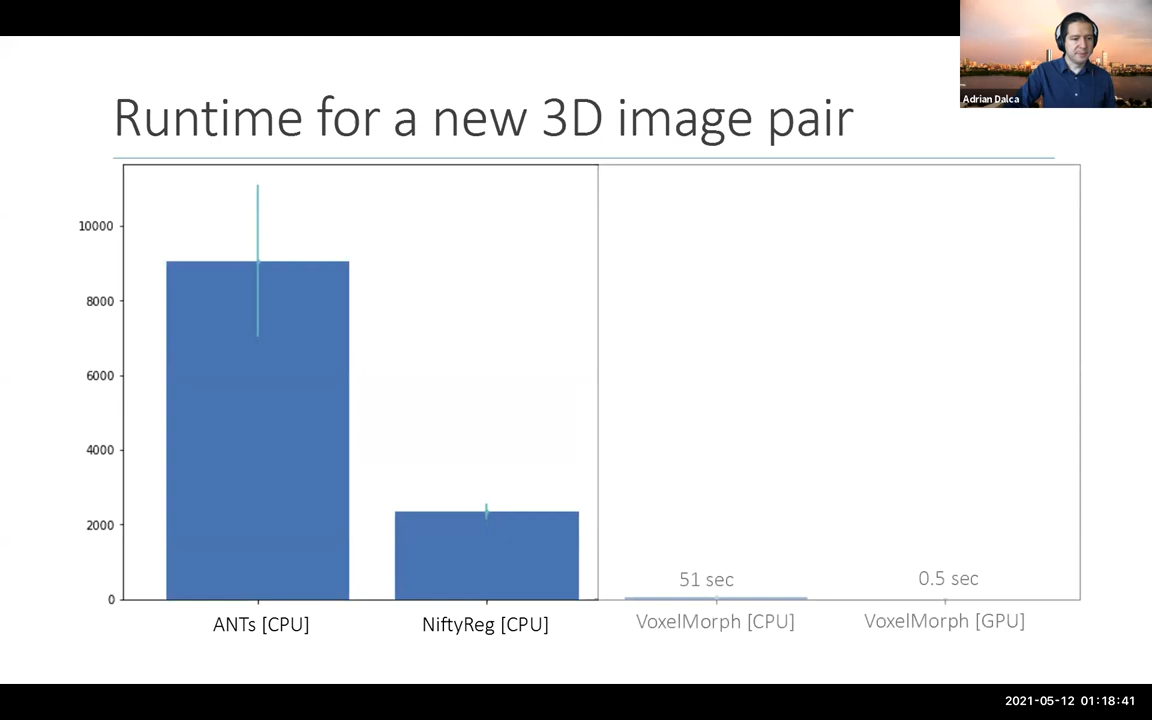 Adrian Dalca
Runtime for a new 3D image pair
10000
8000
6000
4000
2000
0
51 sec
0.5 sec
ANTs [CPU]
NiftyReg [CPU]
VoxelMorph [CPU]
VoxelMorph [GPU]
2021-05-12 01:18:41